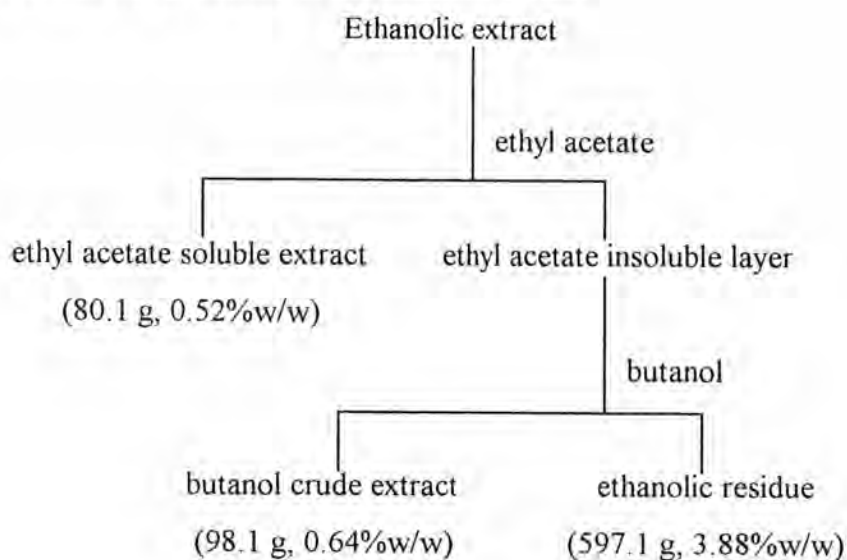 Ethanolic extract
ethyl acetate
ethyl acetate soluble extract
ethyl acetate insoluble layer
(80.1 g, 0.52%w/w)
butanol
butanol crude extract
ethanolic residue
(98.1 g, 0.64%w/w)
(597.1 g, 3.88%w/w)